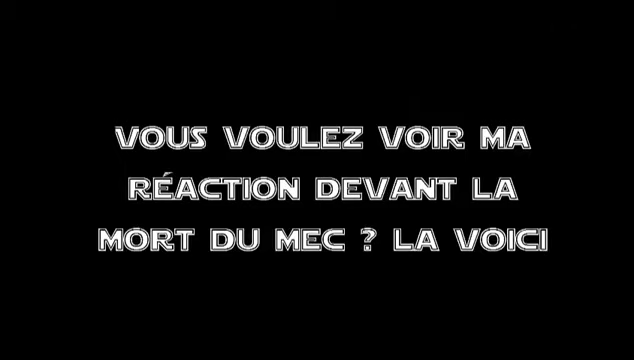 VOUS VOULEZ VOIR MA
RÉACTION DEVANT LA
MORT DU MEC ? LA VOICI